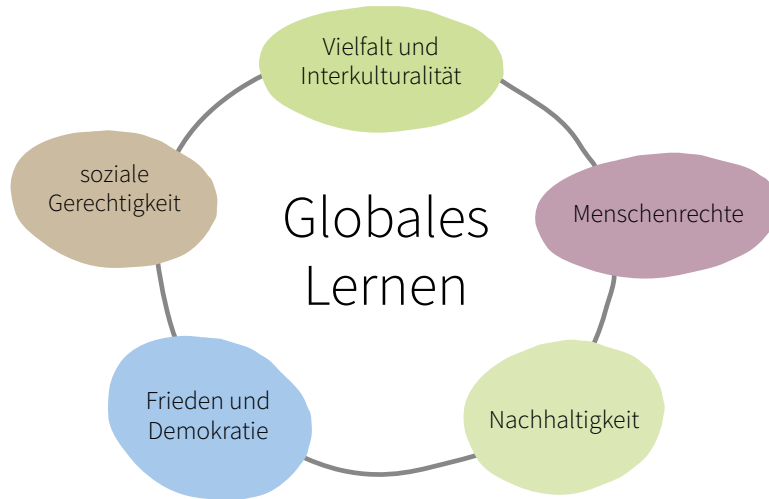 Vielfalt und
Interkulturalität
soziale
Gerechtigkeit
Globales
Lernen
Menschenrechte
Frieden und
Demokratie
Nachhaltigkeit